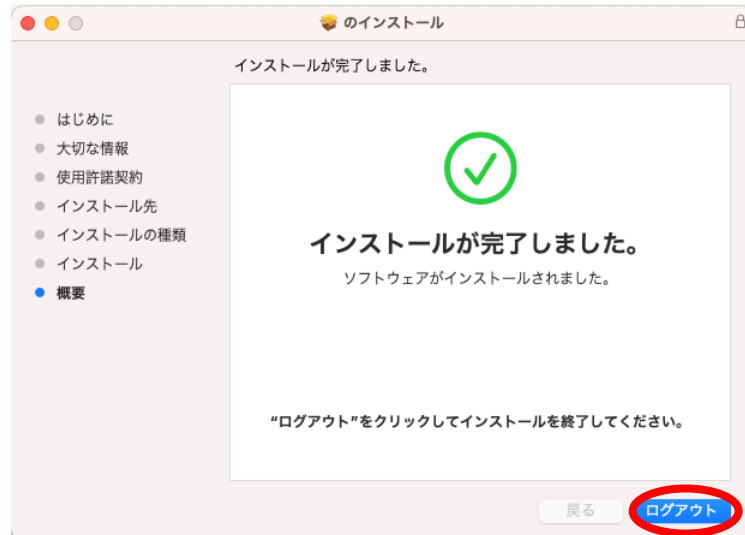 のインストール
インストールが完了しました。
はじめに
大切な情報
使用許諾契約
インストール先
インストールの種類
インストール
概要
インストールが完了しました。
ソフトウェアがインストールされました。
“ログアウト”をクリックしてインストールを終了してください。
戻る
ログアウト